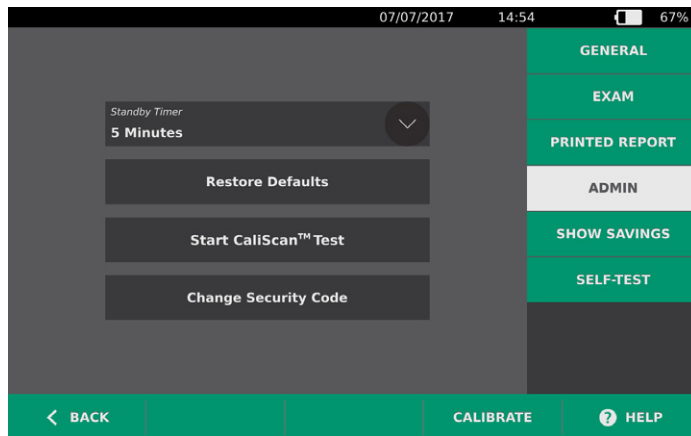 07/07/2017 14:54 67%
GENERAL
EXAM
Standby Timer
5 Minutes
PRINTED REPORT
Restore Defaults
ADMIN
Start CaliScan™ Test
SHOW SAVINGS
SELF-TEST
Change Security Code
BACK CALIBRATE ? HELP